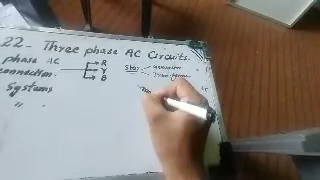 22 - Three phase AC Circuits.
phase AC
connection
R
Y
B
Star
Systems
"  "